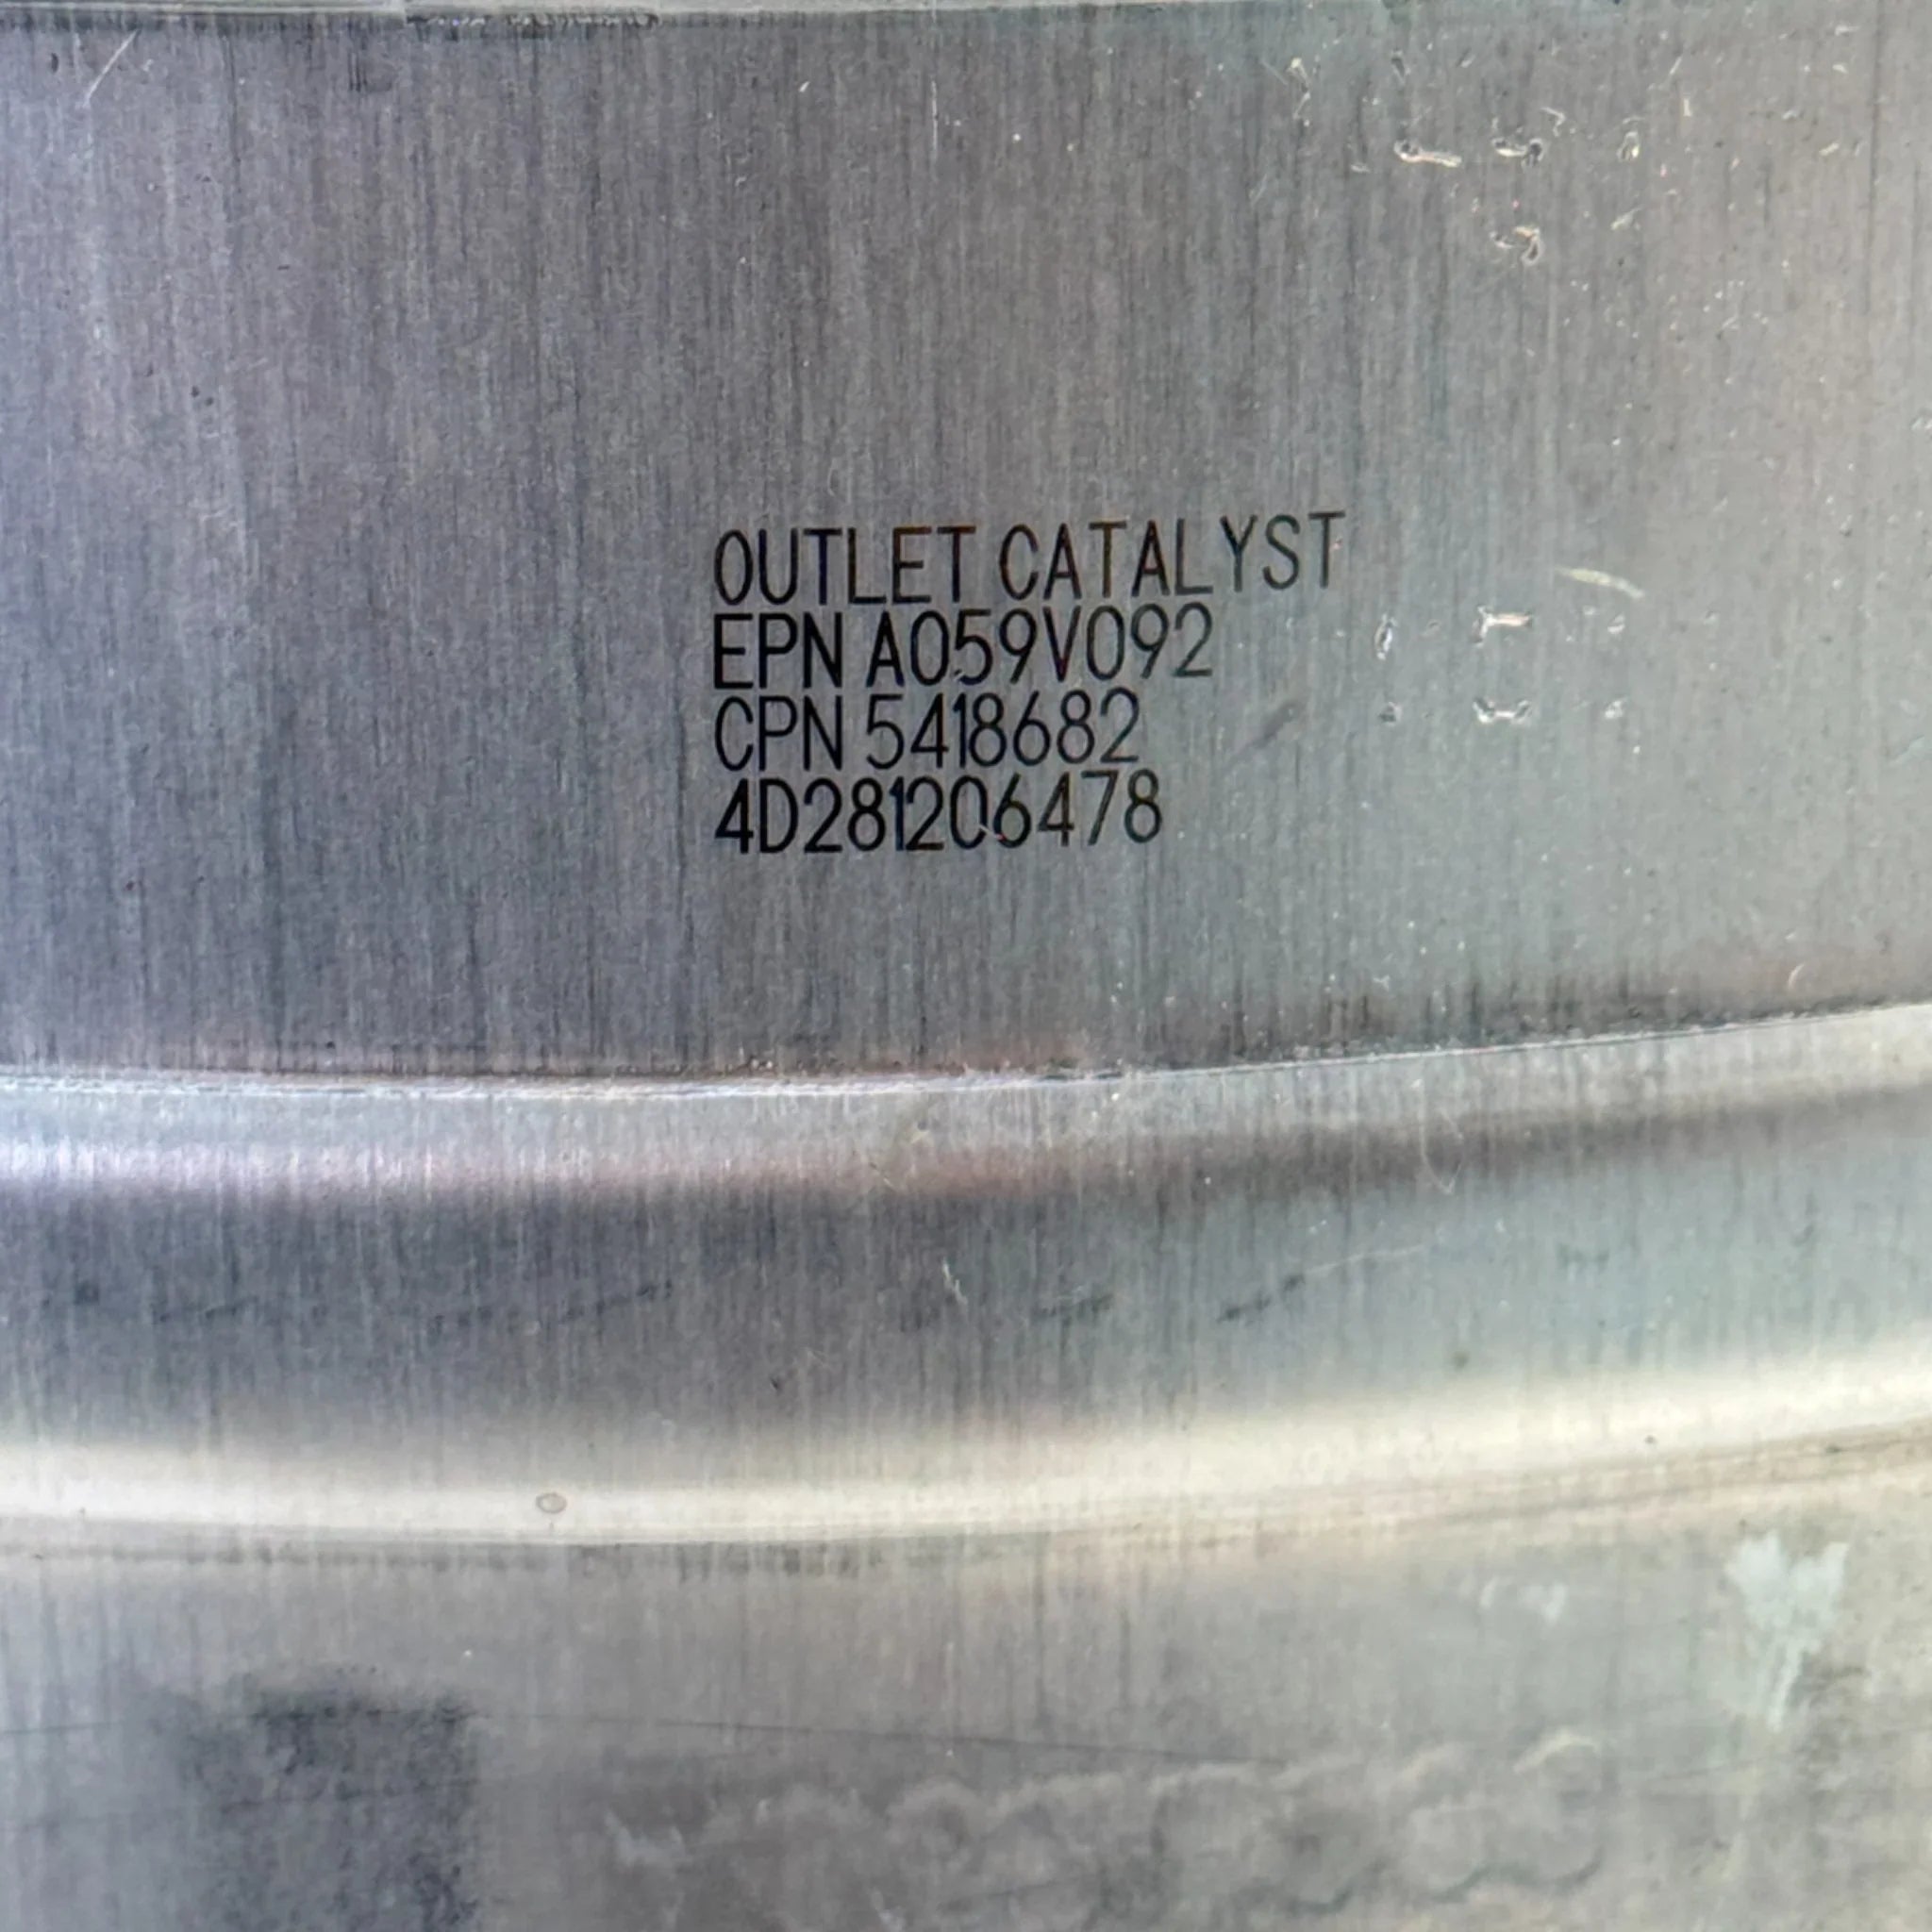 OUTLET CATALYST
EPN A059V092
CPN 5418682
4D281206478